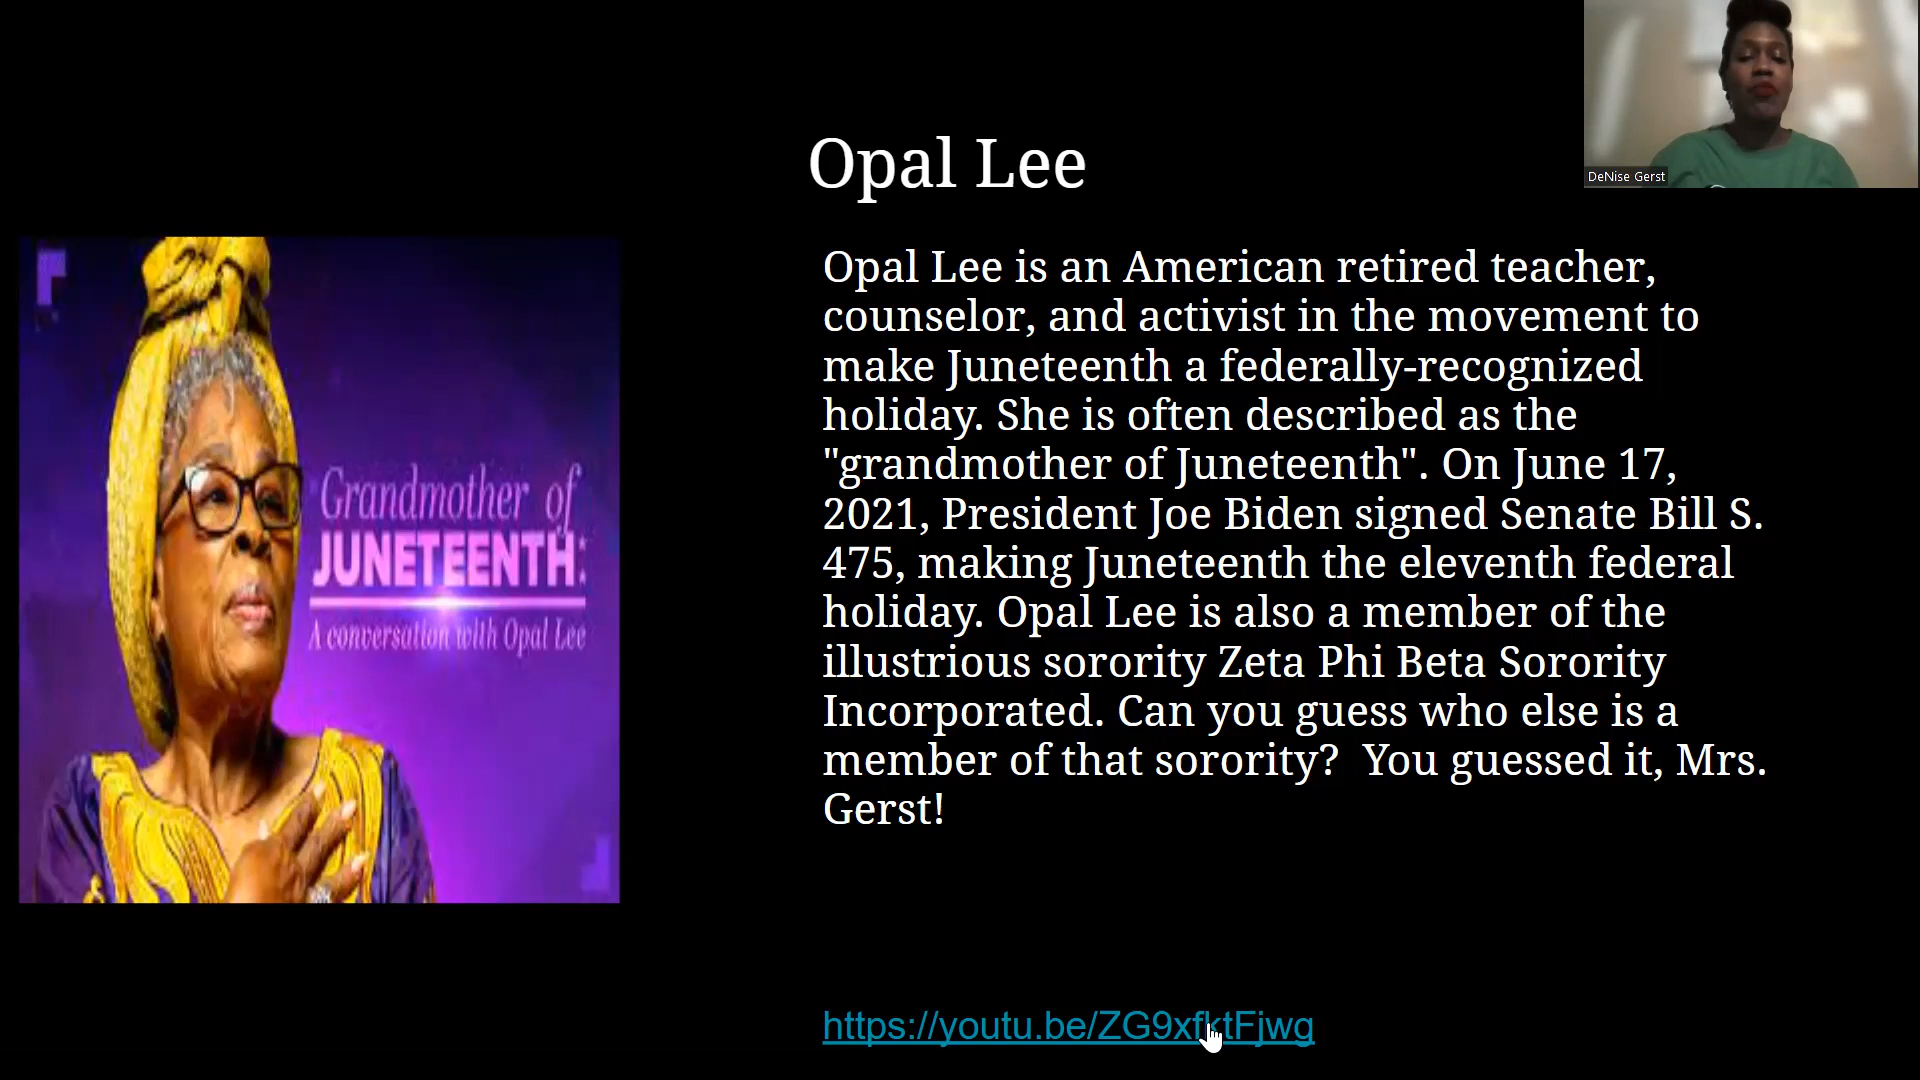 DeNise Gerst
Opal Lee
Opal Lee is an American retired teacher,
counselor, and activist in the movement to
make Juneteenth a federally-recognized
holiday. She is often described as the
"grandmother of Juneteenth". On June 17,
2021, President Joe Biden signed Senate Bill S.
475, making Juneteenth the eleventh federal
holiday. Opal Lee is also a member of the
illustrious sorority Zeta Phi Beta Sorority
Incorporated. Can you guess who else is a
member of that sorority?  You guessed it, Mrs.
Gerst!
Grandmother of
JUNETEENTH:
A conversation with Opal Lee
https://youtu.be/ZG9xfktFjwg